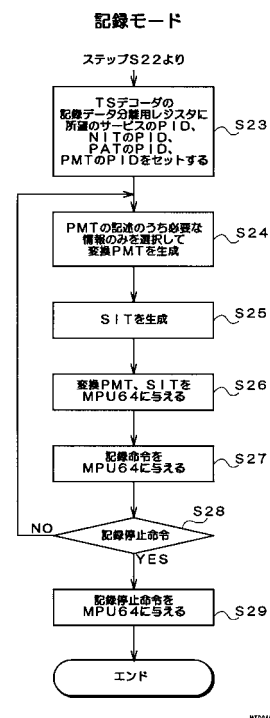 記録モード
ステップS22より
TSデコーダの
記録データ分離用レジスタに
所望のサービスのPID、
NITのPID、
PATのPID、
PMTのPIDをセットする
S23
PMTの記述のうち必要な
情報のみを選択して
変換PMTを生成
S24
SITを生成
S25
変換PMT、SITを
MPU64に与える
S26
記録命令を
MPU64に与える
S27
S28
記録停止命令
NO
YES
記録停止命令を
MPU64に与える
S29
エンド